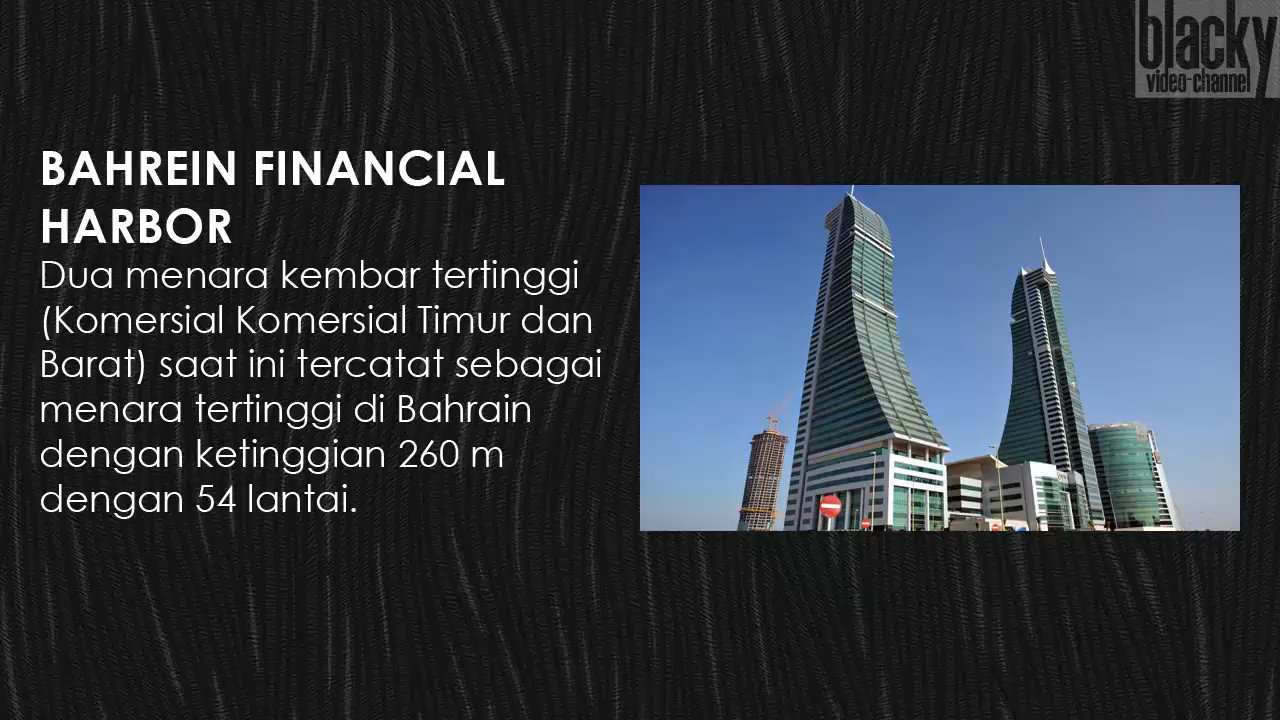 blacky
video-channel
BAHREIN FINANCIAL
HARBOR
Dua menara kembar tertinggi
(Komersial Komersial Timur dan
Barat) saat ini tercatat sebagai
menara tertinggi di Bahrain
dengan ketinggian 260 m
dengan 54 lantai.